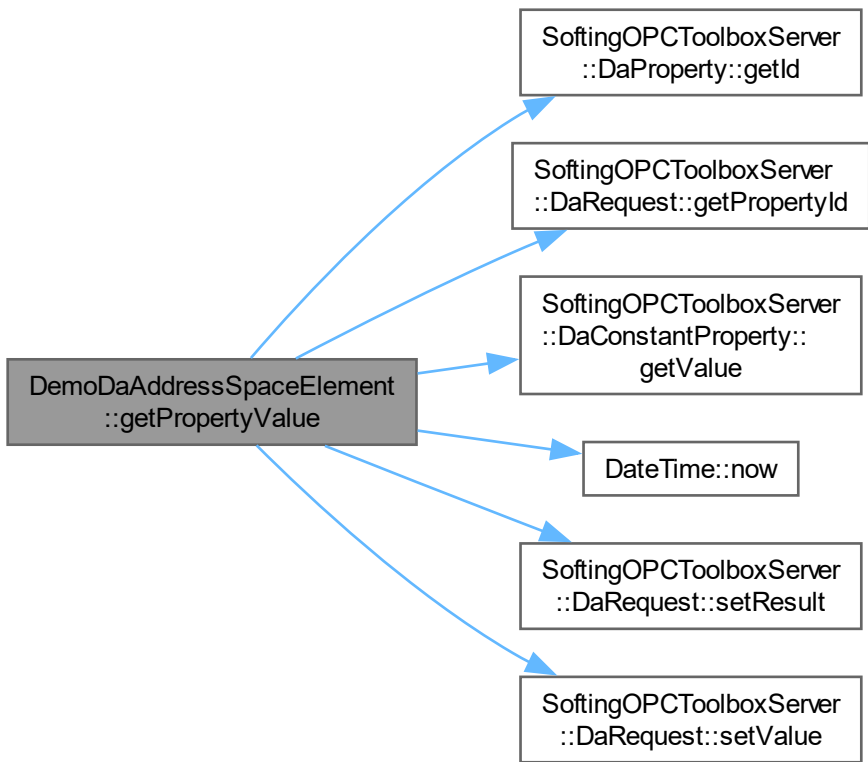 SoftingOPCToolboxServer
::DaProperty::getId
SoftingOPCToolboxServer
::DaRequest::getPropertyId
SoftingOPCToolboxServer
::DaConstantProperty::
getValue
DemoDaAddressSpaceElement
::getPropertyValue
DateTime::now
SoftingOPCToolboxServer
::DaRequest::setResult
SoftingOPCToolboxServer
::DaRequest::setValue